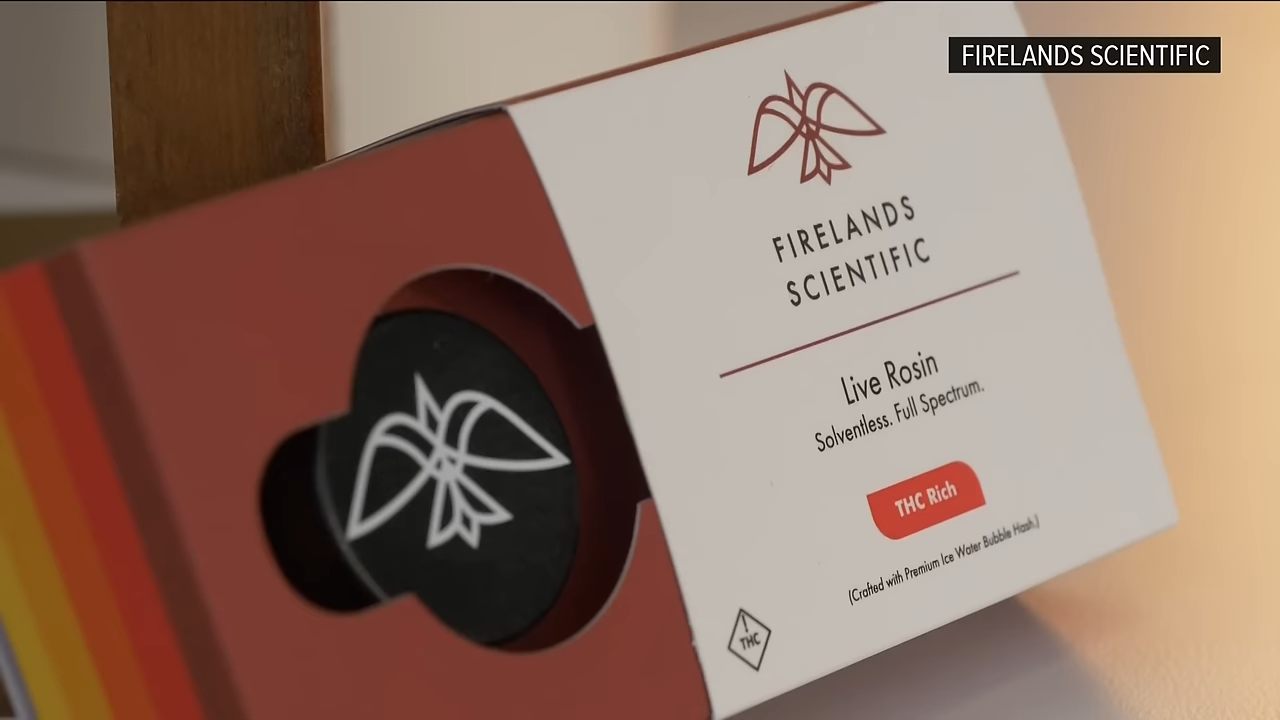 FIRELANDS SCIENTIFIC
FIRELANDS
SCIENTIFIC
Live Rosin
Solventless. Full Spectrum.
THC Rich
(Crafted with Premium Ice Water Bubble Hash.)
!
THC